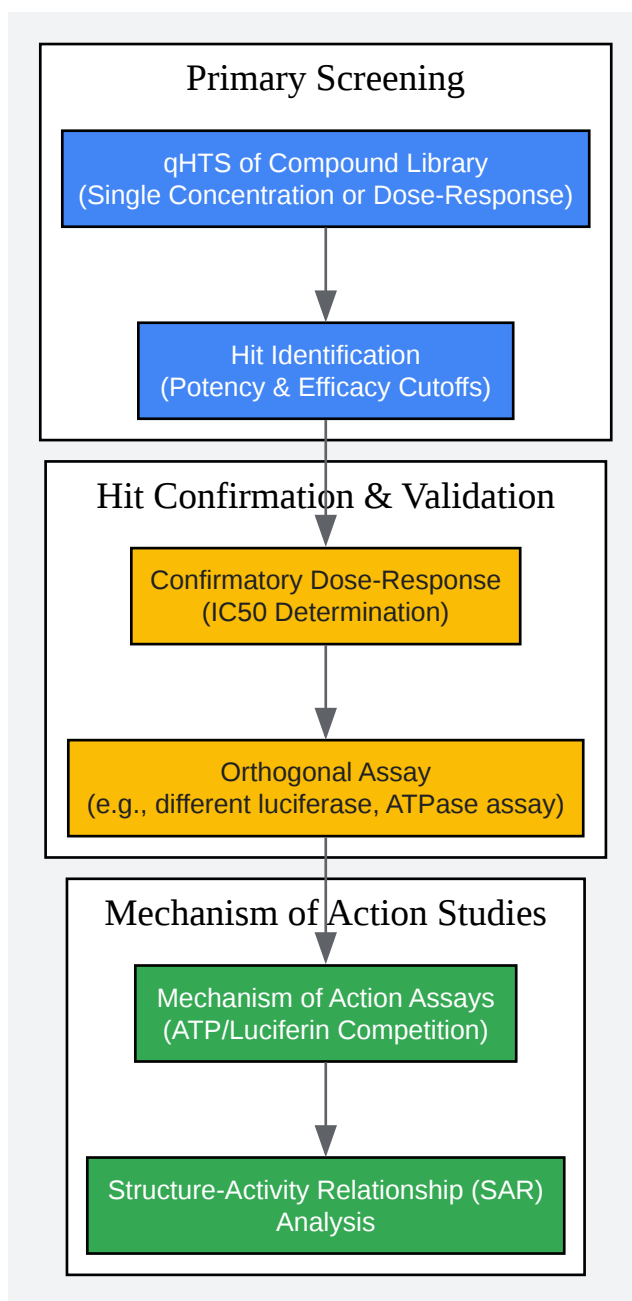 Primary Screening
qHTS of Compound Library
(Single Concentration or Dose-Response)
Hit Identification
(Potency & Efficacy Cutoffs)
Hit Confirmation & Validation
Confirmatory Dose-Response
(IC50 Determination)
Orthogonal Assay
(e.g., different luciferase, ATPase assay)
Mechanism of Action Studies
Mechanism of Action Assays
(ATP/Luciferin Competition)
Structure-Activity Relationship (SAR)
Analysis